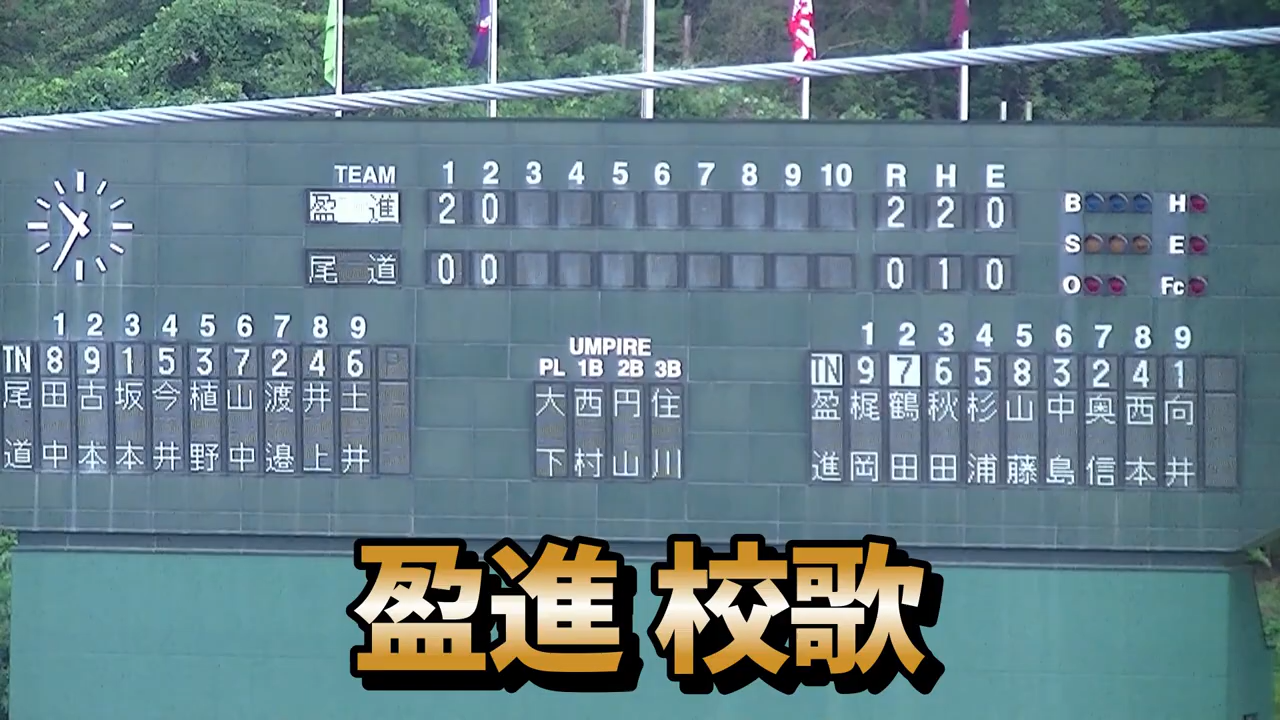 TEAM 1 2 3 4 5 6 7 8 9 10 R H E
盈進 2 0 2 2 0
尾道 0 0 0 1 0
B H
S E
O Fc
1 2 3 4 5 6 7 8 9
TN 8 9 1 5 3 7 2 4 6 P
尾道 田中 古本 坂本 今井 植野 山中 渡邉 井上 土井
UMPIRE
PL 1B 2B 3B
大下 西村 円山 住川
1 2 3 4 5 6 7 8 9
TN 9 7 6 5 8 3 2 4 1
盈進 梶岡 鶴田 秋田 杉浦 山藤 中島 奥信 西本 向井
盈進 校歌